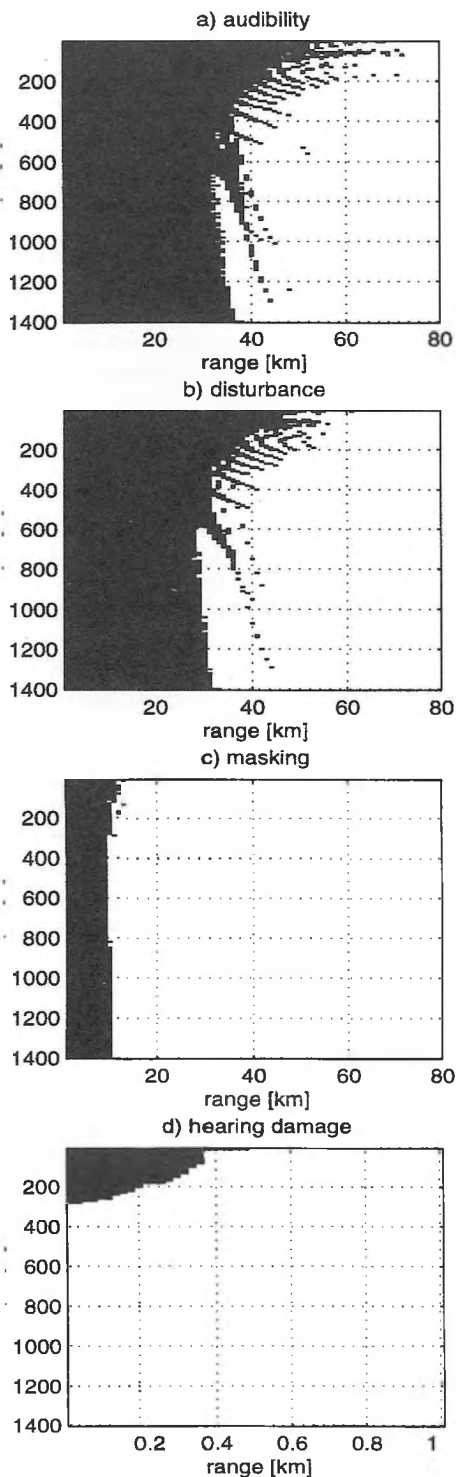 a) audibility
200
400
600
800
1000
1200
1400
20 40 60 80
range [km]
b) disturbance
200
400
600
800
1000
1200
1400
20 40 60 80
range [km]
c) masking
200
400
600
800
1000
1200
1400
20 40 60 80
range [km]
d) hearing damage
200
400
600
800
1000
1200
1400
0.2 0.4 0.6 0.8 1
range [km]